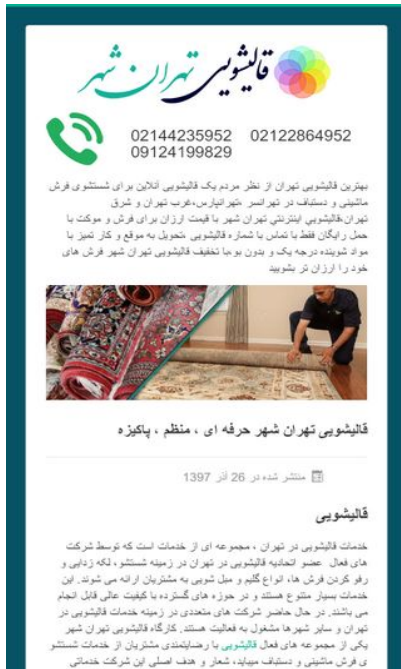 قالیشویی تهران شهر
02144235952 02122864952
09124199829
بهترین قالیشویی تهران از نظر مردم یک قالیشویی آنلاین برای شستشوی فرش
ماشینی و دستباف در تهرانسر ،تهرانپارس،غرب تهران و شرق
تهران،قالیشویی اینترنتی تهران شهر با قیمت ارزان برای فرش و موکت با
حمل رایگان فقط با تماس با شماره قالیشویی ،تحویل به موقع و کار تمیز با
مواد شوینده درجه یک و بدون بو،با تخفیف قالیشویی تهران شهر فرش های
خود را ارزان تر بشویید
قالیشویی تهران شهر حرفه ای ، منظم ، پاکیزه
منتشر شده در 26 آذر 1397
قالیشویی
خدمات قالیشویی در تهران ، مجموعه ای از خدمات است که توسط شرکت
های فعال عضو اتحادیه قالیشویی در تهران در زمینه شستشو، لکه زدایی و
رفو کردن فرش ها، انواع گلیم و مبل شویی به مشتریان ارائه می شوند. این
خدمات بسیار متنوع هستند و در حوزه های گسترده با کیفیت عالی قابل انجام
می باشند. در حال حاضر شرکت های متعددی در زمینه خدمات قالیشویی در
تهران و سایر شهرها مشغول به فعالیت هستند. کارگاه قالیشویی تهران شهر
یکی از مجموعه های فعال قالیشویی با رضایتمندی مشتریان از خدمات شستشو
ی فرش ماشینی و دستباف میباید، شعار و هدف اصلی این شرکت خدماتی